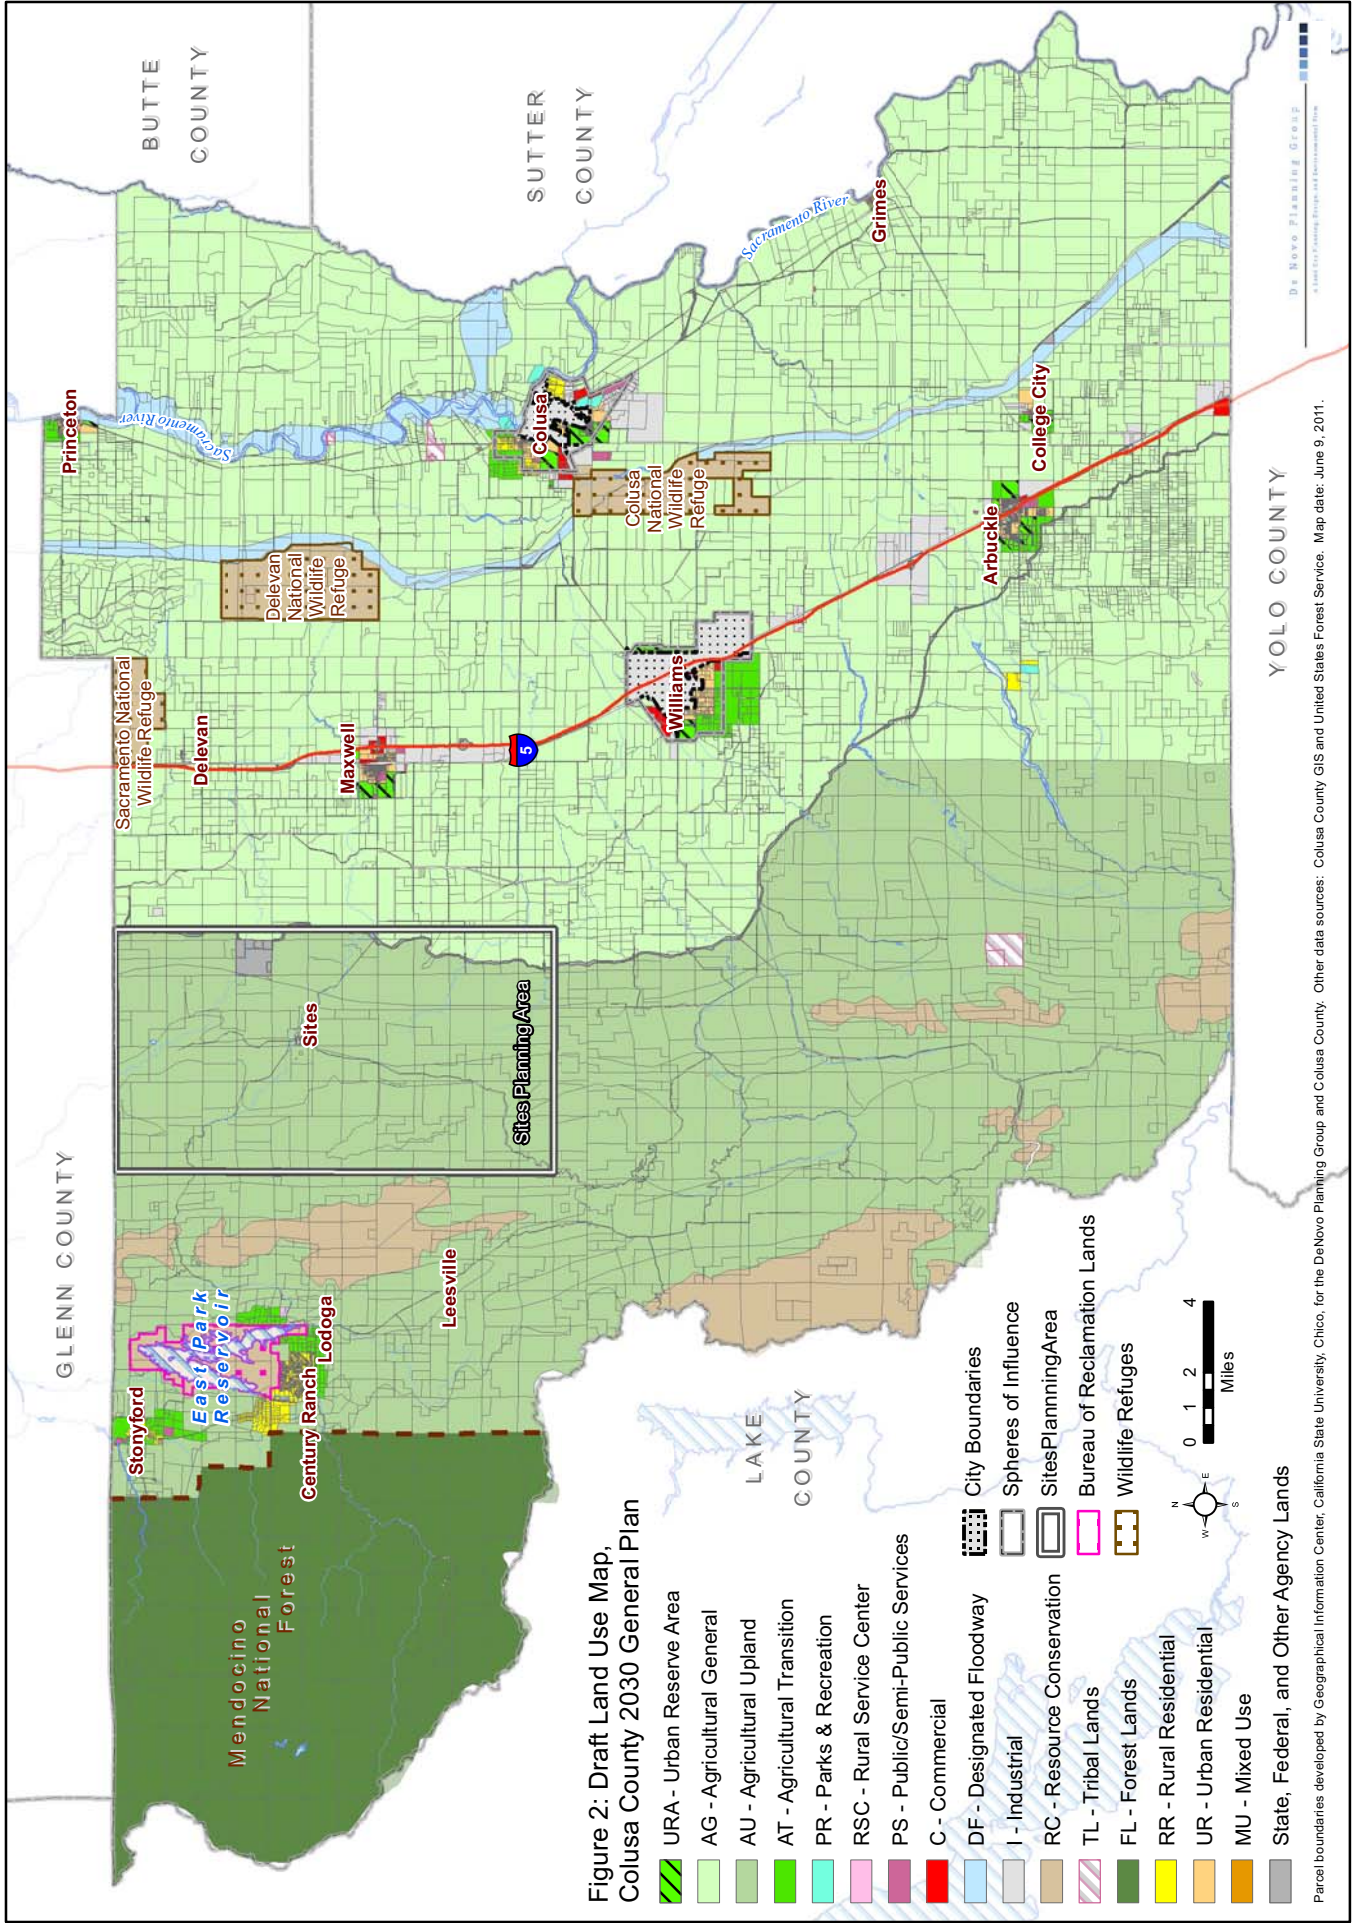 Figure 2: Draft Land Use Map,
Colusa County 2030 General Plan
URA - Urban Reserve Area
AG - Agricultural General
AU - Agricultural Upland
AT - Agricultural Transition
PR - Parks & Recreation
RSC - Rural Service Center
PS - Public/Semi-Public Services
C - Commercial
DF - Designated Floodway
I - Industrial
RC - Resource Conservation
TL - Tribal Lands
FL - Forest Lands
RR - Rural Residential
UR - Urban Residential
MU - Mixed Use
State, Federal, and Other Agency Lands
City Boundaries
Spheres of Influence
SitesPlanningArea
Bureau of Reclamation Lands
Wildlife Refuges
N
W
E
S
0 1 2 4
Miles
GLENN COUNTY
BUTTE
COUNTY
SUTTER
COUNTY
LAKE
COUNTY
YOLO COUNTY
Mendocino
National
Forest
Stonyford
East Park
Reservoir
Century Ranch
Lodoga
Leesville
Sites
Sites Planning Area
Sacramento National
Wildlife Refuge
Delevan
Maxwell
5
Delevan
National
Wildlife
Refuge
Princeton
Sacramento River
Colusa
Colusa
National
Wildlife
Refuge
Williams
Sacramento River
Grimes
Arbuckle
College City
De Novo Planning Group
Parcel boundaries developed by Geographical Information Center, California State University, Chico, for the DeNovo Planning Group and Colusa County. Other data sources: Colusa County GIS and United States Forest Service. Map date: June 9, 2011.